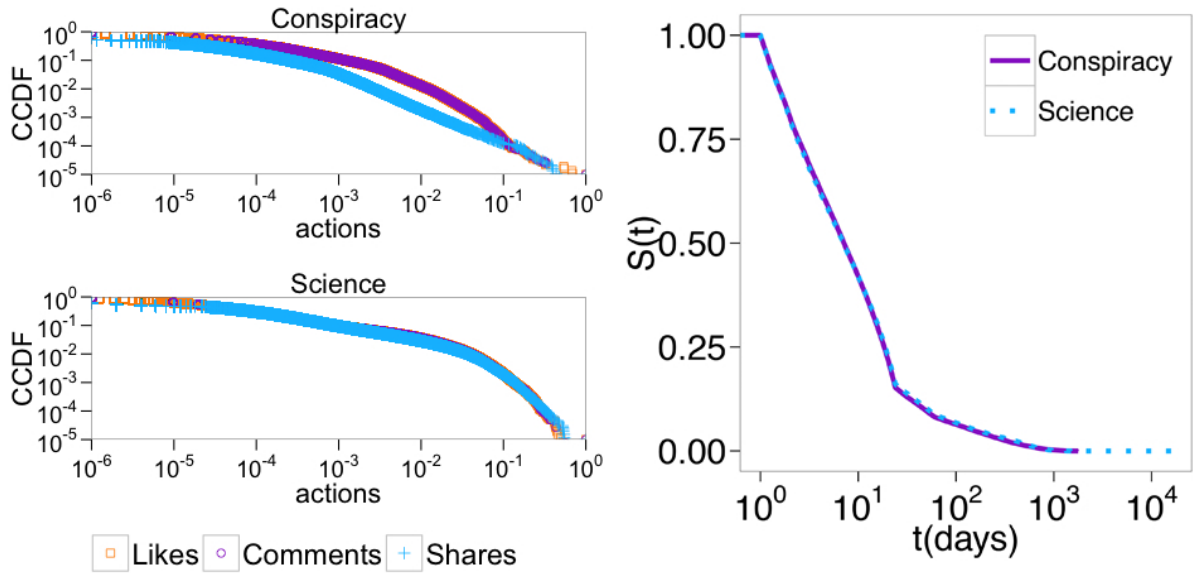 Conspiracy
CCDF
10^0
10^-1
10^-2
10^-3
10^-4
10^-5
10^-6 10^-5 10^-4 10^-3 10^-2 10^-1 10^0
actions
Science
CCDF
10^0
10^-1
10^-2
10^-3
10^-4
10^-5
10^-6 10^-5 10^-4 10^-3 10^-2 10^-1 10^0
actions
Likes Comments Shares
S(t)
1.00
0.75
0.50
0.25
0.00
Conspiracy
Science
10^0 10^1 10^2 10^3 10^4
t(days)